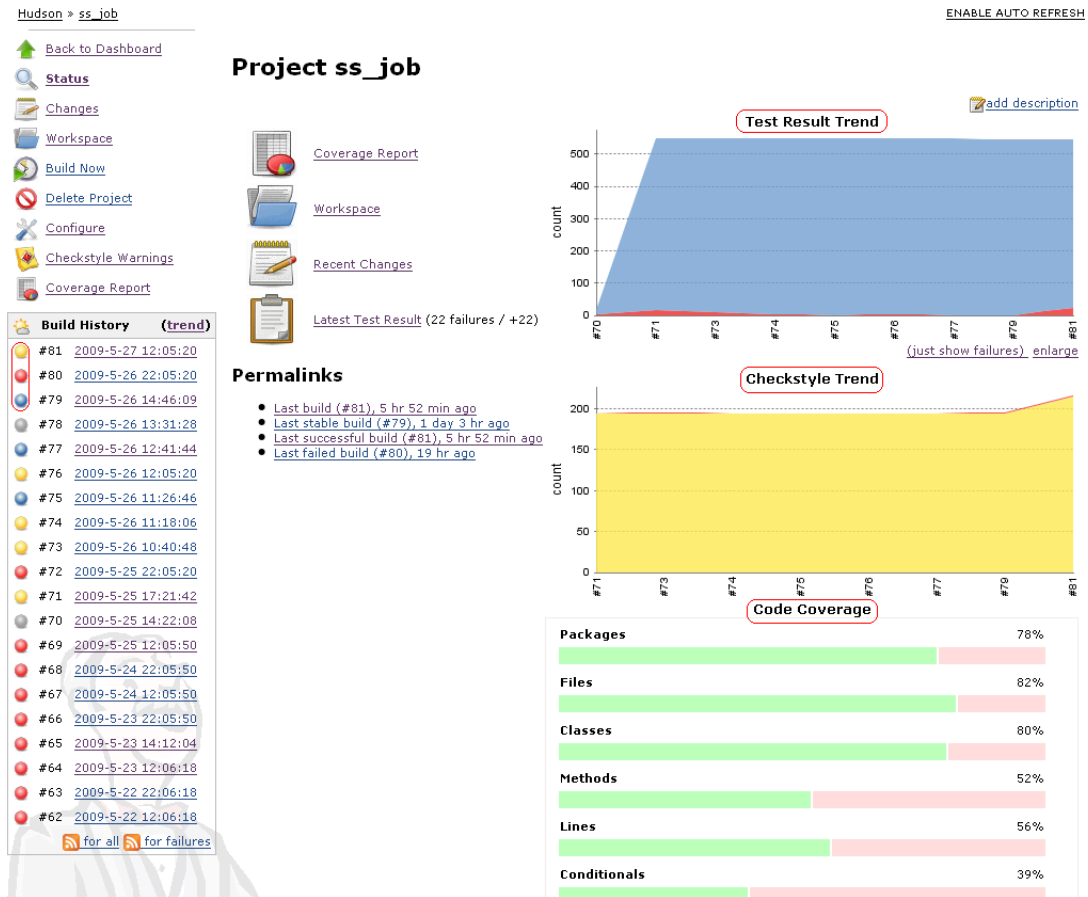 Hudson » ss_job
ENABLE AUTO REFRESH
Back to Dashboard
Status
Changes
Workspace
Build Now
Delete Project
Configure
Checkstyle Warnings
Coverage Report
Build History (trend)
#81 2009-5-27 12:05:20
#80 2009-5-26 22:05:20
#79 2009-5-26 14:46:09
#78 2009-5-26 13:31:28
#77 2009-5-26 12:41:44
#76 2009-5-26 12:05:20
#75 2009-5-26 11:26:46
#74 2009-5-26 11:18:06
#73 2009-5-26 10:40:48
#72 2009-5-25 22:05:20
#71 2009-5-25 17:21:42
#70 2009-5-25 14:22:08
#69 2009-5-25 12:05:50
#68 2009-5-24 22:05:50
#67 2009-5-24 12:05:50
#66 2009-5-23 22:05:50
#65 2009-5-23 14:12:04
#64 2009-5-23 12:06:18
#63 2009-5-22 22:06:18
#62 2009-5-22 12:06:18
for all for failures
Project ss_job
add description
Coverage Report
Workspace
Recent Changes
Latest Test Result (22 failures / +22)
Permalinks
Last build (#81), 5 hr 52 min ago
Last stable build (#79), 1 day 3 hr ago
Last successful build (#81), 5 hr 52 min ago
Last failed build (#80), 19 hr ago
Test Result Trend
count
500
400
300
200
100
0
#70 #71 #73 #74 #75 #76 #77 #79 #81
(just show failures) enlarge
Checkstyle Trend
count
200
150
100
50
0
#71 #73 #74 #75 #76 #77 #79 #81
Code Coverage
Packages 78%
Files 82%
Classes 80%
Methods 52%
Lines 56%
Conditionals 39%